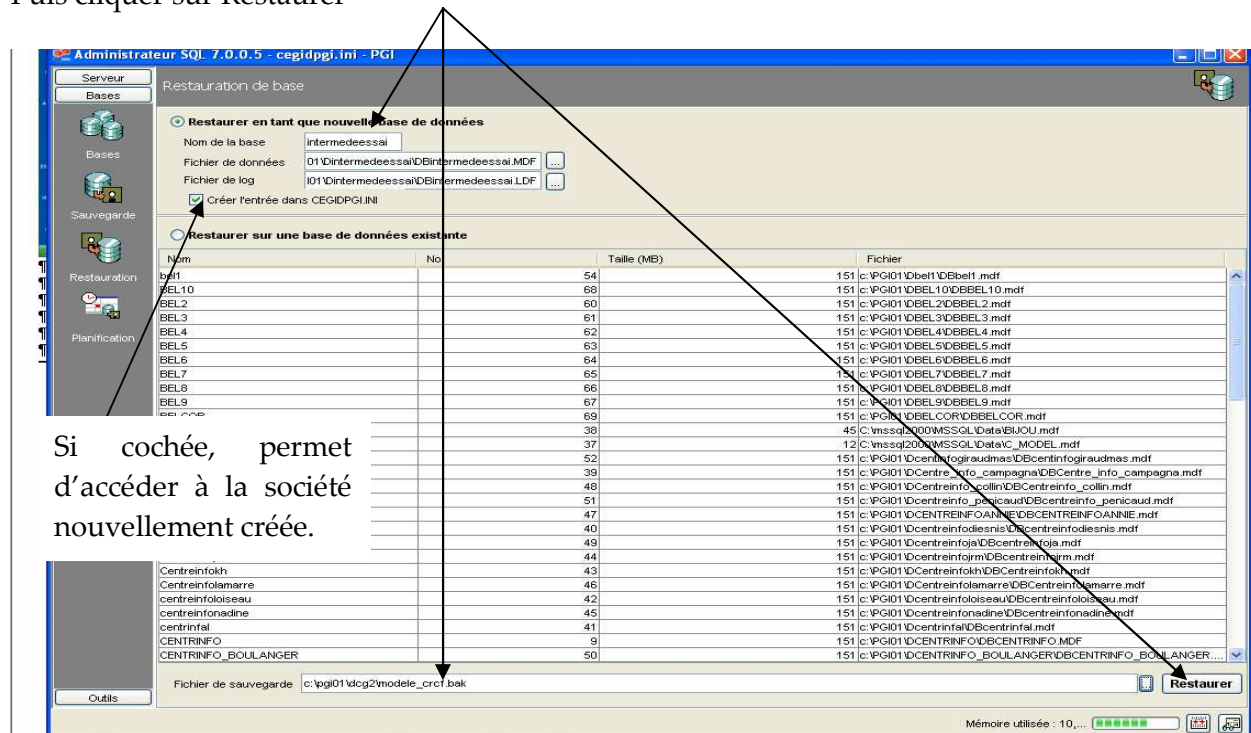 Puis cliquer sur Restaurer
Administrateur SQL 7.0.0.5 - cegidpgi.ini - PGI
Serveur
Bases
Restauration de base
Bases
Sauvegarde
Restauration
Planification
Outils
Restaurer en tant que nouvelle base de données
Nom de la base intermedeessai
Fichier de données 01\Dintermedeessai\DBintermedeessai.MDF ...
Fichier de log I01\Dintermedeessai\DBintermedeessai.LDF ...
Créer l'entrée dans CEGIDPGI.INI
Restaurer sur une base de données existante
Nom No Taille (MB) Fichier
bel1 54 151 c:\PGI01\Dbel1\DBbel1.mdf
BEL10 68 151 c:\PGI01\DBEL10\DBBEL10.mdf
BEL2 60 151 c:\PGI01\DBEL2\DBBEL2.mdf
BEL3 61 151 c:\PGI01\DBEL3\DBBEL3.mdf
BEL4 62 151 c:\PGI01\DBEL4\DBBEL4.mdf
BEL5 63 151 c:\PGI01\DBEL5\DBBEL5.mdf
BEL6 64 151 c:\PGI01\DBEL6\DBBEL6.mdf
BEL7 65 151 c:\PGI01\DBEL7\DBBEL7.mdf
BEL8 66 151 c:\PGI01\DBEL8\DBBEL8.mdf
BEL9 67 151 c:\PGI01\DBEL9\DBBEL9.mdf
BELCOR 69 151 c:\PGI01\DBELCOR\DBBELCOR.mdf
38 45 C:\mssql2000\MSSQL\Data\BIJOU.mdf
37 12 C:\mssql2000\MSSQL\Data\C_MODEL.mdf
52 151 c:\PGI01\Dcentinfogiraudmas\DBcentinfogiraudmas.mdf
39 151 c:\PGI01\DCentre_info_campagna\DBCentre_info_campagna.mdf
48 151 c:\PGI01\DCentreinfo_collin\DBCentreinfo_collin.mdf
51 151 c:\PGI01\Dcentreinfo_penicaud\DBcentreinfo_penicaud.mdf
47 151 c:\PGI01\DCENTREINFOANNIE\DBCENTREINFOANNIE.mdf
40 151 c:\PGI01\Dcentreinfodiesnis\DBcentreinfodiesnis.mdf
49 151 c:\PGI01\Dcentreinfoja\DBcentreinfoja.mdf
44 151 c:\PGI01\Dcentreinfojrm\DBcentreinfojrm.mdf
Centreinfokh 43 151 c:\PGI01\DCentreinfokh\DBCentreinfokh.mdf
Centreinfolamarre 46 151 c:\PGI01\DCentreinfolamarre\DBCentreinfolamarre.mdf
centreinfoloiseau 42 151 c:\PGI01\Dcentreinfoloiseau\DBcentreinfoloiseau.mdf
centreinfonadine 45 151 c:\PGI01\Dcentreinfonadine\DBcentreinfonadine.mdf
centrinfal 41 151 c:\PGI01\Dcentrinfal\DBcentrinfal.mdf
CENTRINFO 9 151 c:\PGI01\DCENTRINFO\DBCENTRINFO.MDF
CENTRINFO_BOULANGER 50 151 c:\PGI01\DCENTRINFO_BOULANGER\DBCENTRINFO_BOULANGER....
Si cochée, permet
d'accéder à la société
nouvellement créée.
Fichier de sauvegarde c:\pgi01\dcg2\modele_crcf.bak Restaurer
Mémoire utilisée : 10,...